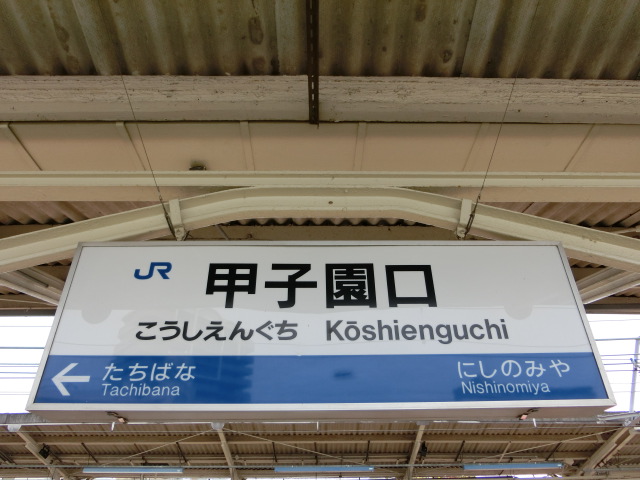 JR 甲子園口
こうしえんぐち Kōshienguchi
← たちばな にしのみや
Tachibana Nishinomiya